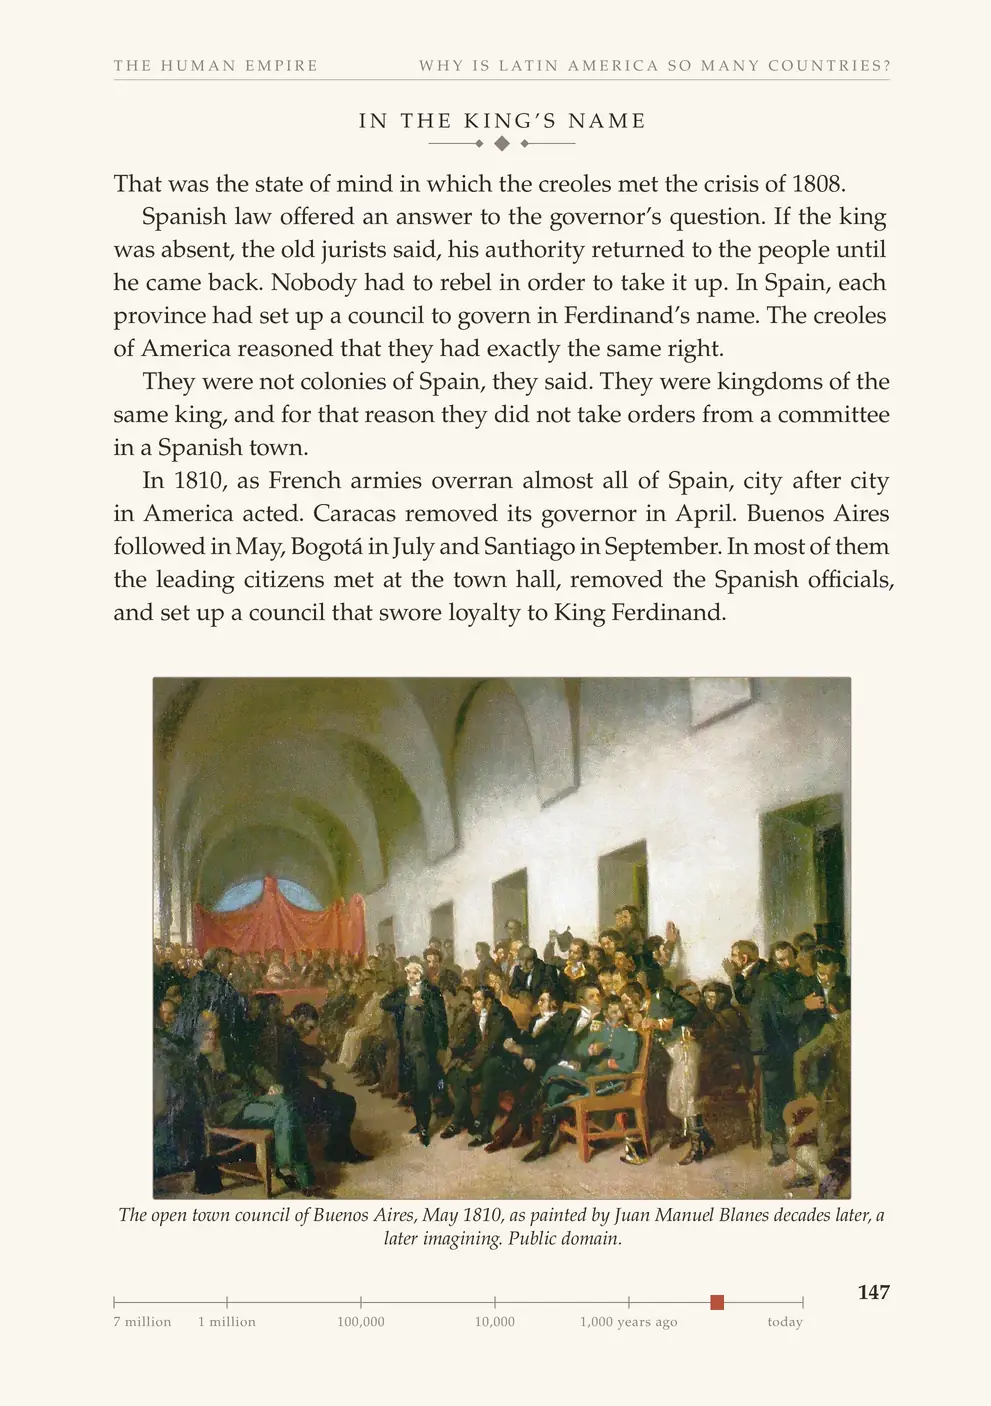 THE HUMAN EMPIRE
WHY IS LATIN AMERICA SO MANY COUNTRIES?
IN THE KING’S NAME
That was the state of mind in which the creoles met the crisis of 1808.
Spanish law offered an answer to the governor’s question. If the king
was absent, the old jurists said, his authority returned to the people until
he came back. Nobody had to rebel in order to take it up. In Spain, each
province had set up a council to govern in Ferdinand’s name. The creoles
of America reasoned that they had exactly the same right.
They were not colonies of Spain, they said. They were kingdoms of the
same king, and for that reason they did not take orders from a committee
in a Spanish town.
In 1810, as French armies overran almost all of Spain, city after city
in America acted. Caracas removed its governor in April. Buenos Aires
followed in May, Bogotá in July and Santiago in September. In most of them
the leading citizens met at the town hall, removed the Spanish officials,
and set up a council that swore loyalty to King Ferdinand.
The open town council of Buenos Aires, May 1810, as painted by Juan Manuel Blanes decades later, a
later imagining. Public domain.
147
7 million 1 million 100,000 10,000 1,000 years ago today